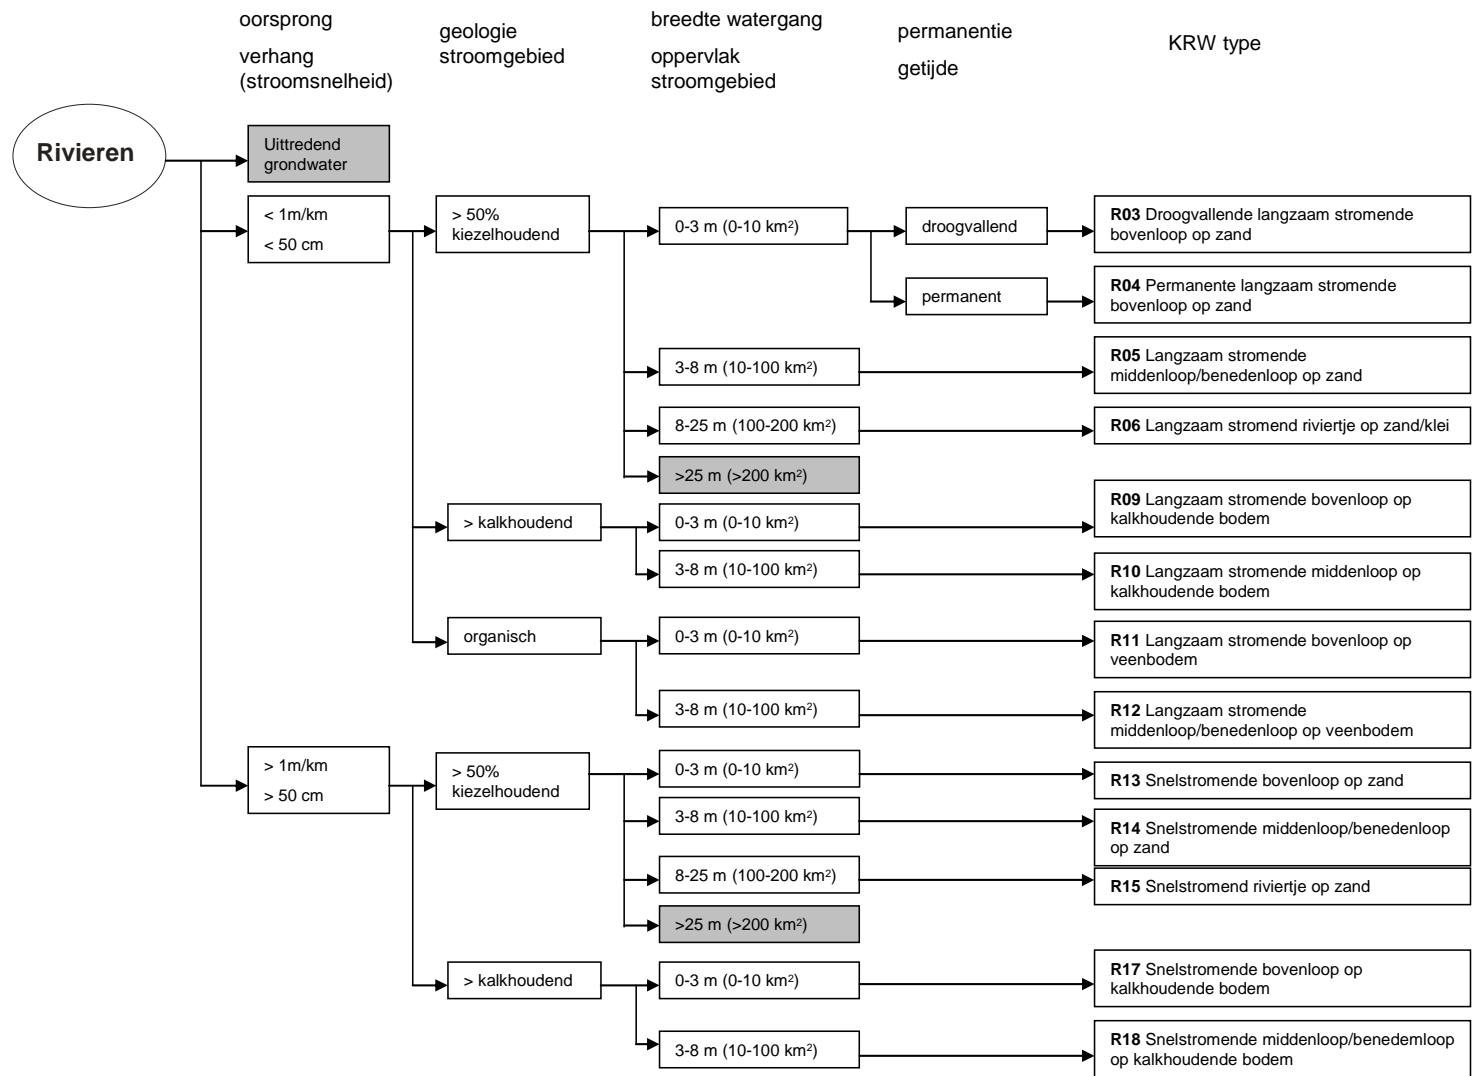 oorsprong
verhang
(stroomsnelheid)
geologie
stroomgebied
breedte watergang
oppervlak
stroomgebied
permanentie
getijde
KRW type
Rivieren
Uittredend
grondwater
< 1m/km
< 50 cm
> 50%
kiezelhoudend
0-3 m (0-10 km²)
droogvallend
R03 Droogvallende langzaam stromende
bovenloop op zand
permanent
R04 Permanente langzaam stromende
bovenloop op zand
3-8 m (10-100 km²)
R05 Langzaam stromende
middenloop/benedenloop op zand
8-25 m (100-200 km²)
R06 Langzaam stromend riviertje op zand/klei
>25 m (>200 km²)
> kalkhoudend
0-3 m (0-10 km²)
R09 Langzaam stromende bovenloop op
kalkhoudende bodem
3-8 m (10-100 km²)
R10 Langzaam stromende middenloop op
kalkhoudende bodem
organisch
0-3 m (0-10 km²)
R11 Langzaam stromende bovenloop op
veenbodem
3-8 m (10-100 km²)
R12 Langzaam stromende
middenloop/benedenloop op veenbodem
> 1m/km
> 50 cm
> 50%
kiezelhoudend
0-3 m (0-10 km²)
R13 Snelstromende bovenloop op zand
3-8 m (10-100 km²)
R14 Snelstromende middenloop/benedenloop
op zand
8-25 m (100-200 km²)
R15 Snelstromend riviertje op zand
>25 m (>200 km²)
> kalkhoudend
0-3 m (0-10 km²)
R17 Snelstromende bovenloop op
kalkhoudende bodem
3-8 m (10-100 km²)
R18 Snelstromende middenloop/benedemloop
op kalkhoudende bodem